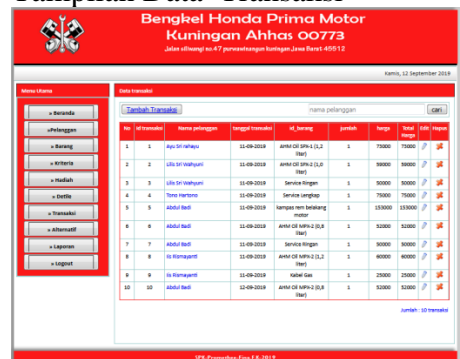 Tampilan Data Transaksi
Bengkel Honda Prima Motor
Kuningan Ahhas 00773
Jalan siliwangi no.47 purwawinangun kuningan Jawa Barat 45512
Kamis, 12 September 2019
Menu Utama
» Beranda
»Pelanggan
» Barang
» Kriteria
» Hadiah
» Detile
» Transaksi
» Alternatif
» Laporan
» Logout
Data transaksi
Tambah Transaksi nama pelanggan cari
No Id transaksi Nama pelanggan tanggal transaksi id_barang jumlah harga Total Harga Edit Hapus
1 1 Ayu Sri rahayu 11-09-2019 AHM Oil SPX-1 (1,2 liter) 1 73000 73000
2 2 Lilis Sri Wahyuni 11-09-2019 AHM Oil SPX-2 (1,0 liter) 1 58000 58000
3 3 Lilis Sri Wahyuni 11-09-2019 Service Ringan 1 50000 50000
4 4 Tono Hartono 11-09-2019 Service Lengkap 1 75000 75000
5 5 Abdul Badi 11-09-2019 kampas rem belakang motor 1 153000 153000
6 6 Abdul Badi 11-09-2019 AHM Oil MPX-2 (0,8 liter) 1 52000 52000
7 7 Abdul Badi 11-09-2019 Service Ringan 1 50000 50000
8 8 Iis Rismayanti 11-09-2019 AHM Oil MPX-2 (1,2 liter) 1 60000 60000
9 9 Iis Rismayanti 11-09-2019 Kabel Gas 1 25000 25000
10 10 Abdul Badi 12-09-2019 AHM Oil MPX-2 (0,8 liter) 1 52000 52000
Jumlah : 10 transaksi